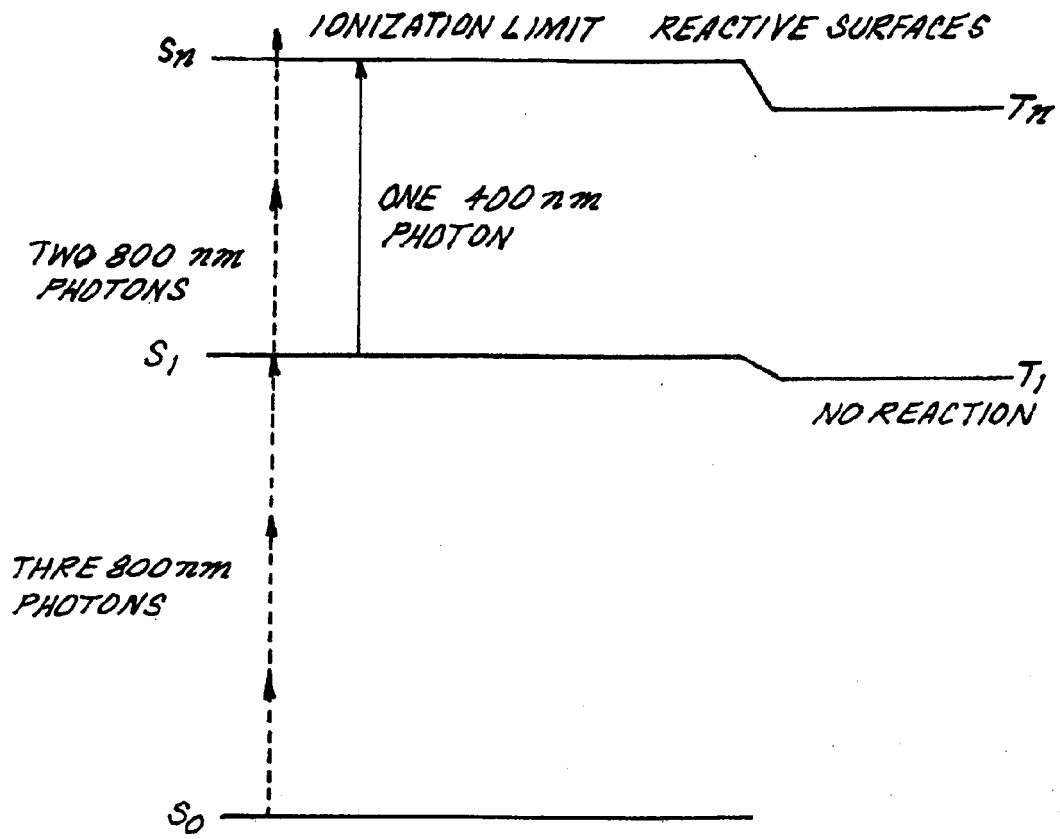 IONIZATION LIMIT REACTIVE SURFACES
Sn
Tn
ONE 400 nm
PHOTON
TWO 800 nm
PHOTONS
S1
T1
NO REACTION
THRE 800 nm
PHOTONS
S0